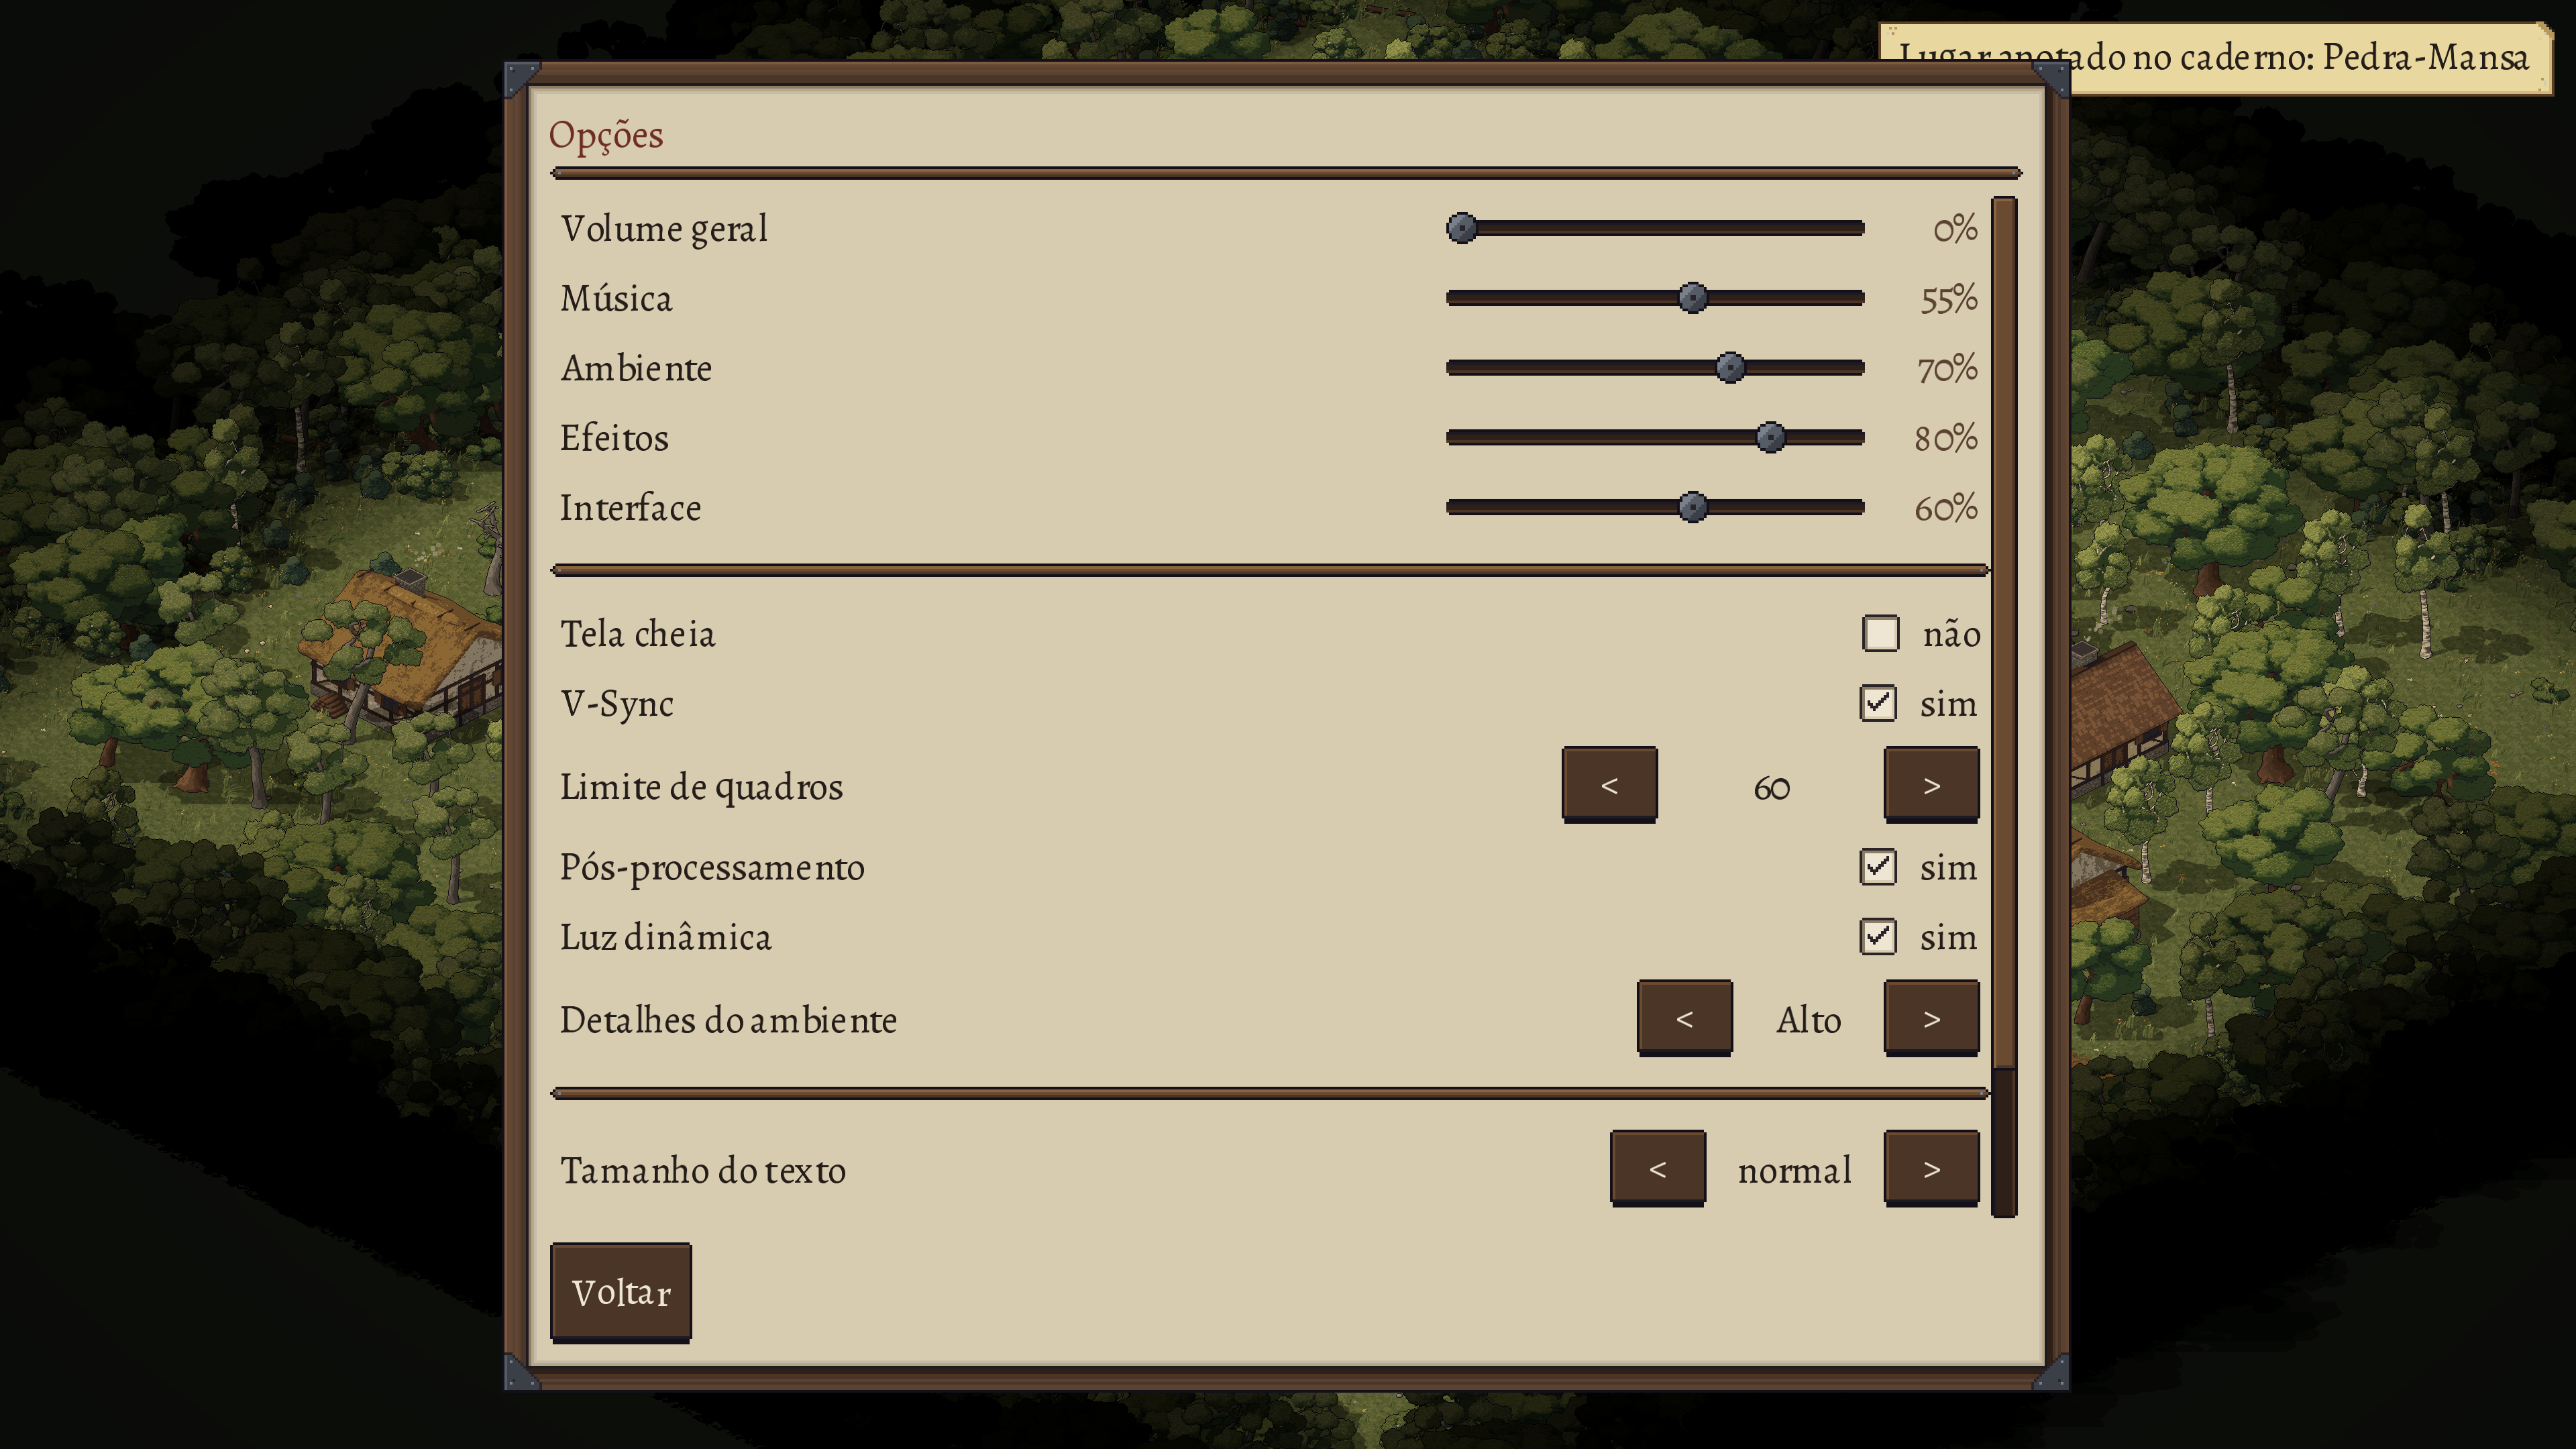 Lugar anotado no caderno: Pedra-Mansa
Opções
Volume geral 0%
Música 55%
Ambiente 70%
Efeitos 80%
Interface 60%
Tela cheia não
V-Sync sim
Limite de quadros < 60 >
Pós-processamento sim
Luz dinâmica sim
Detalhes do ambiente < Alto >
Tamanho do texto < normal >
Voltar